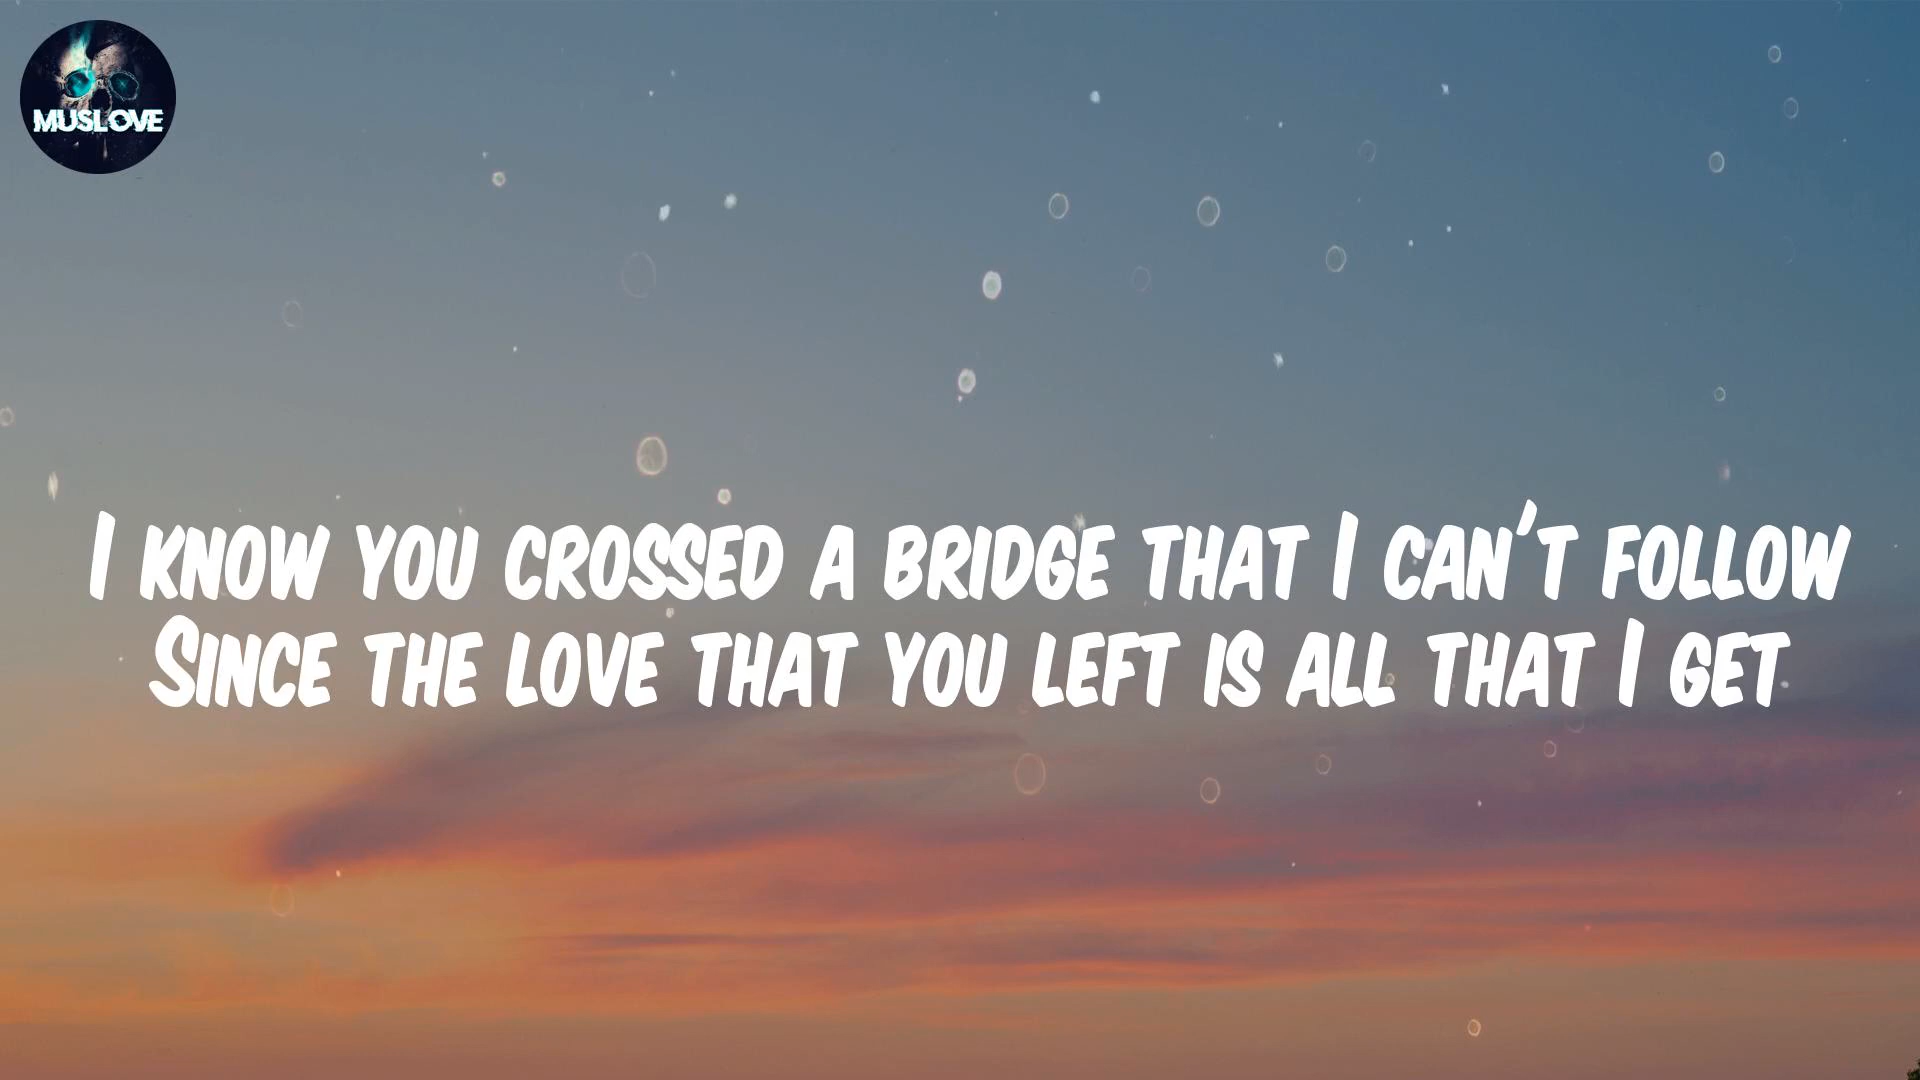 MUSLOVE
I KNOW YOU CROSSED A BRIDGE THAT I CAN'T FOLLOW
SINCE THE LOVE THAT YOU LEFT IS ALL THAT I GET